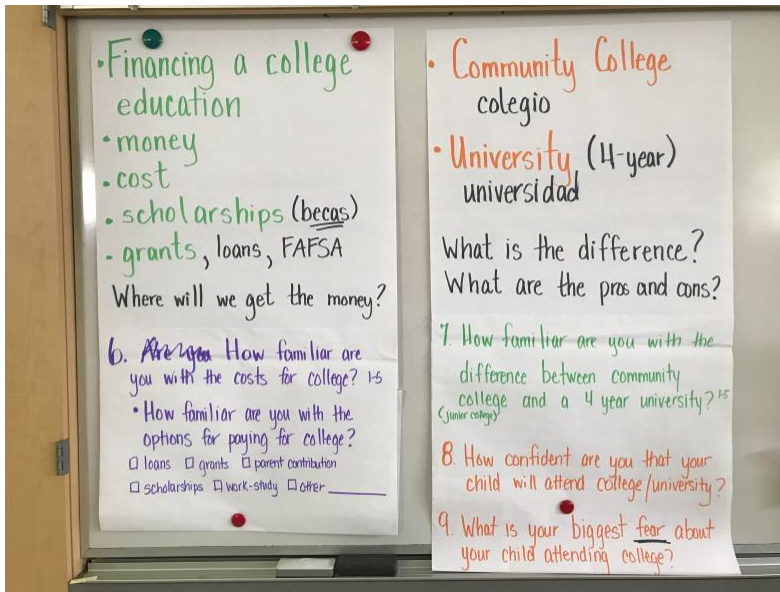 • Financing a college
education
• money
• cost
• scholarships (becas)
- grants, loans, FAFSA
Where will we get the money?
6. Are you How familiar are
you with the costs for college? 1-5
• How familiar are you with the
options for paying for college?
□ loans □ grants □ parent contribution
□ scholarships □ work-study □ other ________
• Community College
colegio
• University (4-year)
universidad
What is the difference?
What are the pros and cons?
7. How familiar are you with the
difference between community
college and a 4 year university? 1-5
(junior college)
8. How confident are you that your
child will attend college/university?
9. What is your biggest fear about
your child attending college?